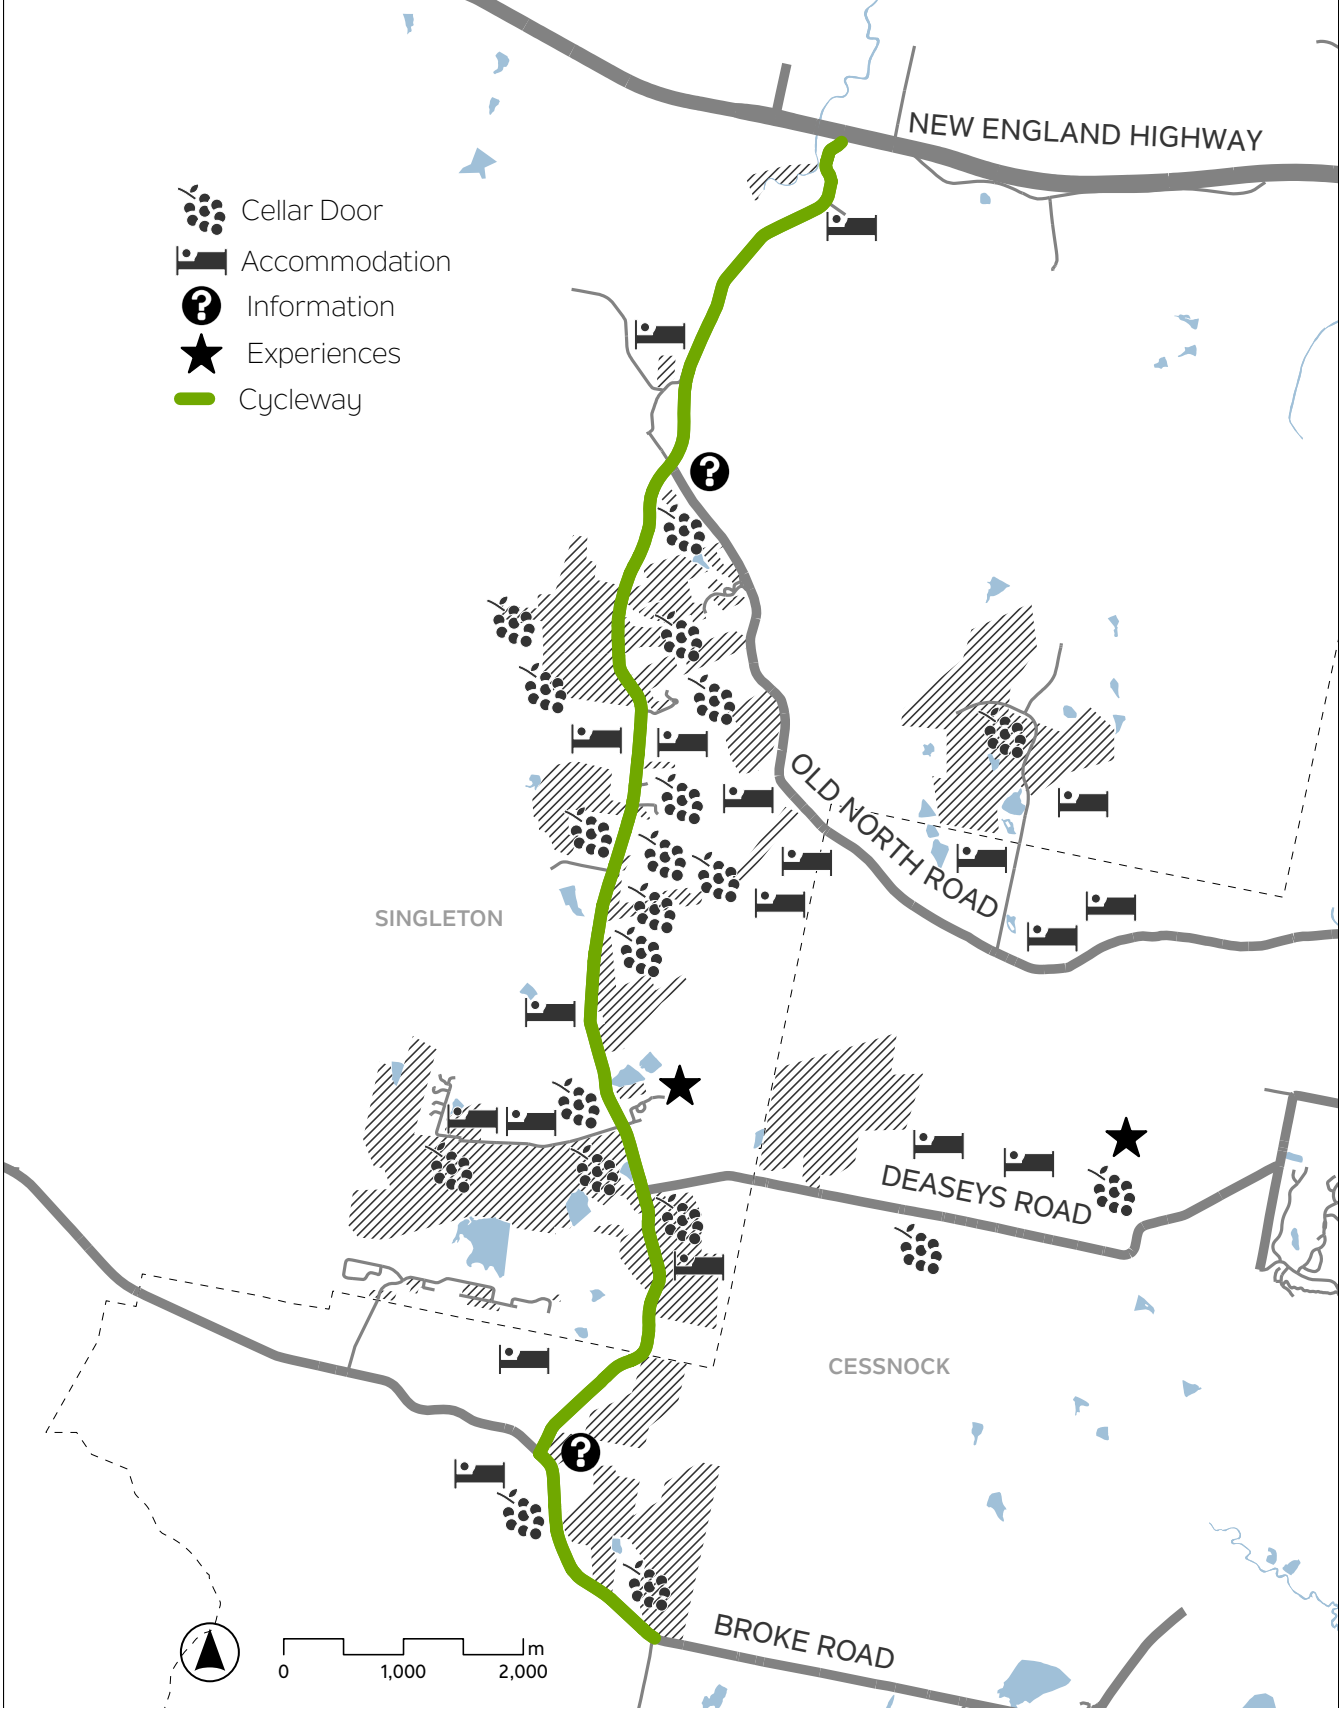 NEW ENGLAND HIGHWAY
Cellar Door
Accommodation
Information
Experiences
Cycleway
OLD NORTH ROAD
SINGLETON
DEASEYS ROAD
CESSNOCK
BROKE ROAD
m
0 1,000 2,000